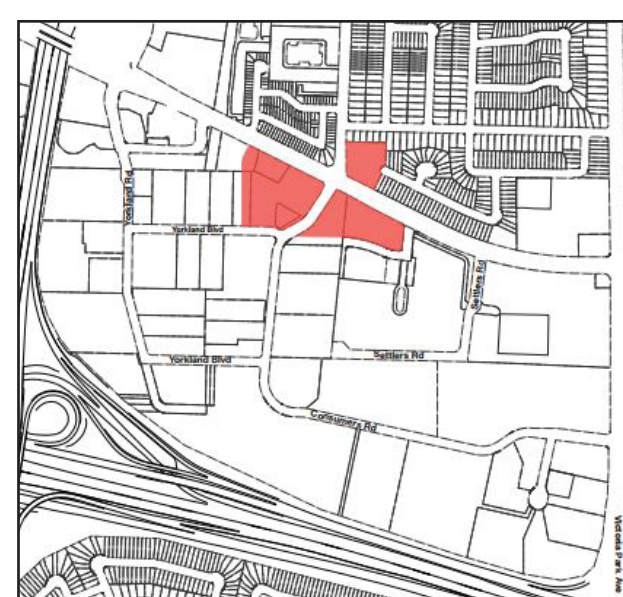 Yorkland Rd
Yorkland Blvd
Settlers Rd
Yorkland Blvd
Settlers Rd
Consumers Rd
Victoria Park Ave